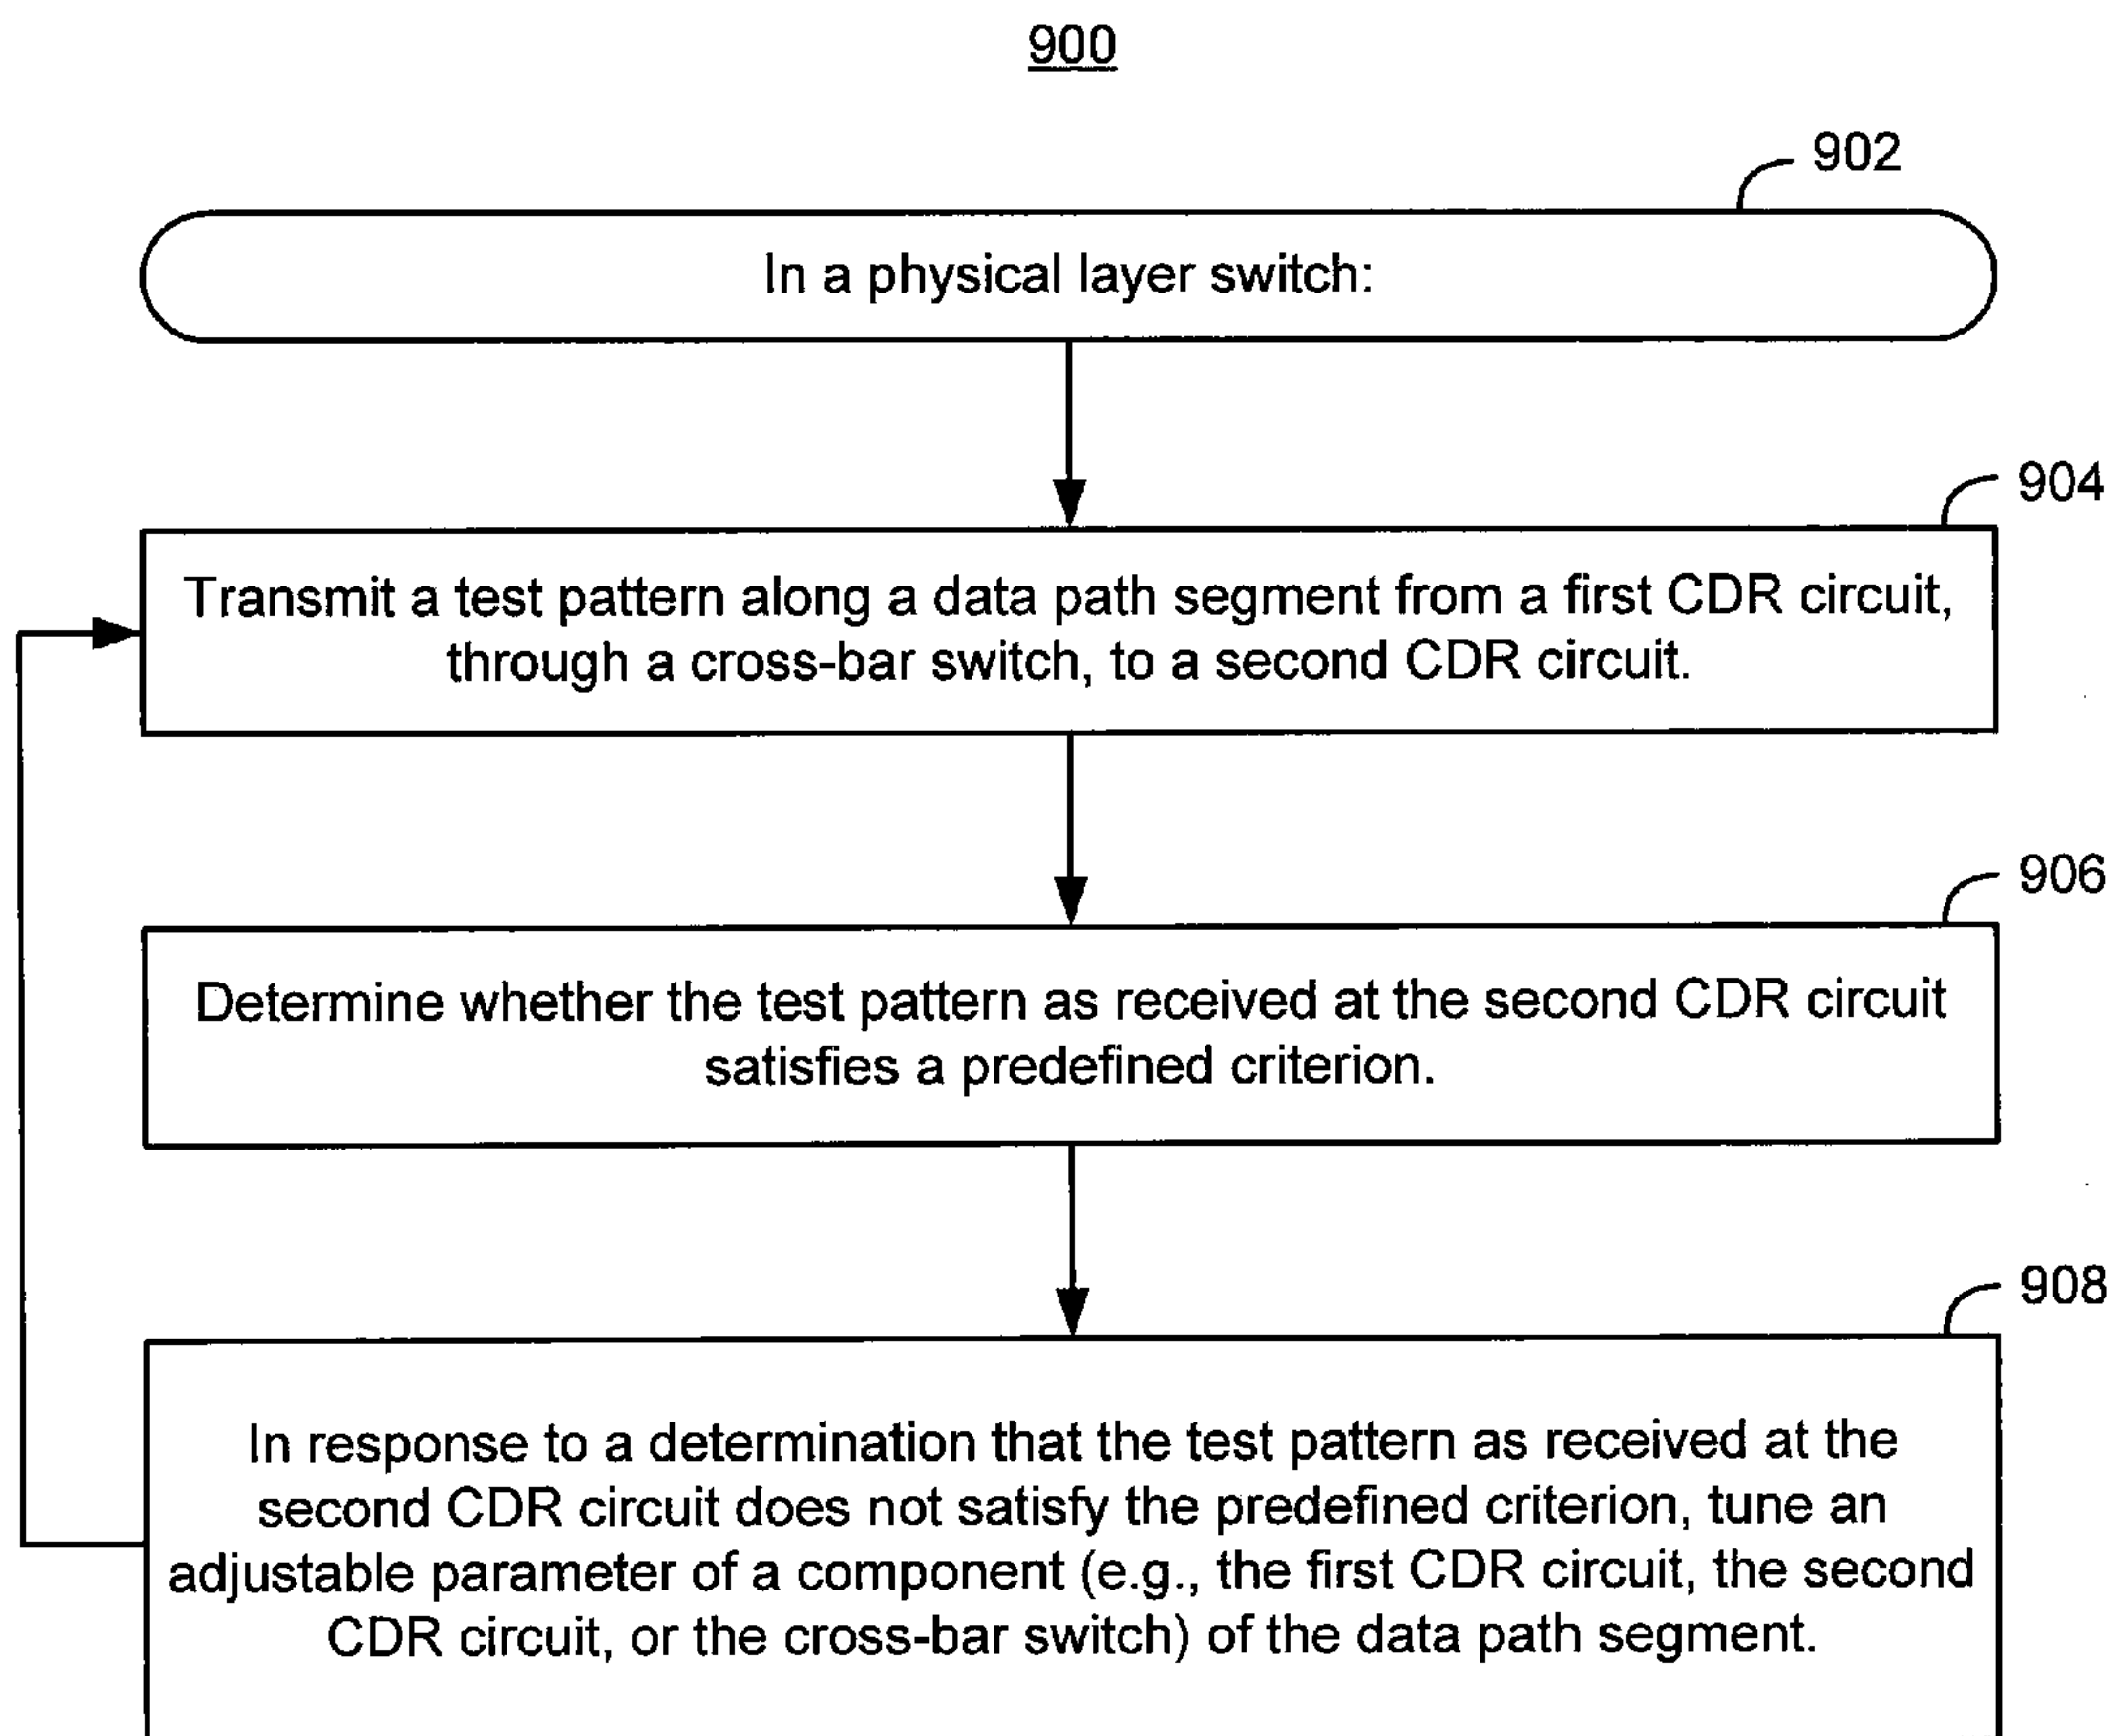 900
902
In a physical layer switch:
904
Transmit a test pattern along a data path segment from a first CDR circuit,
through a cross-bar switch, to a second CDR circuit.
906
Determine whether the test pattern as received at the second CDR circuit
satisfies a predefined criterion.
908
In response to a determination that the test pattern as received at the
second CDR circuit does not satisfy the predefined criterion, tune an
adjustable parameter of a component (e.g., the first CDR circuit, the second
CDR circuit, or the cross-bar switch) of the data path segment.